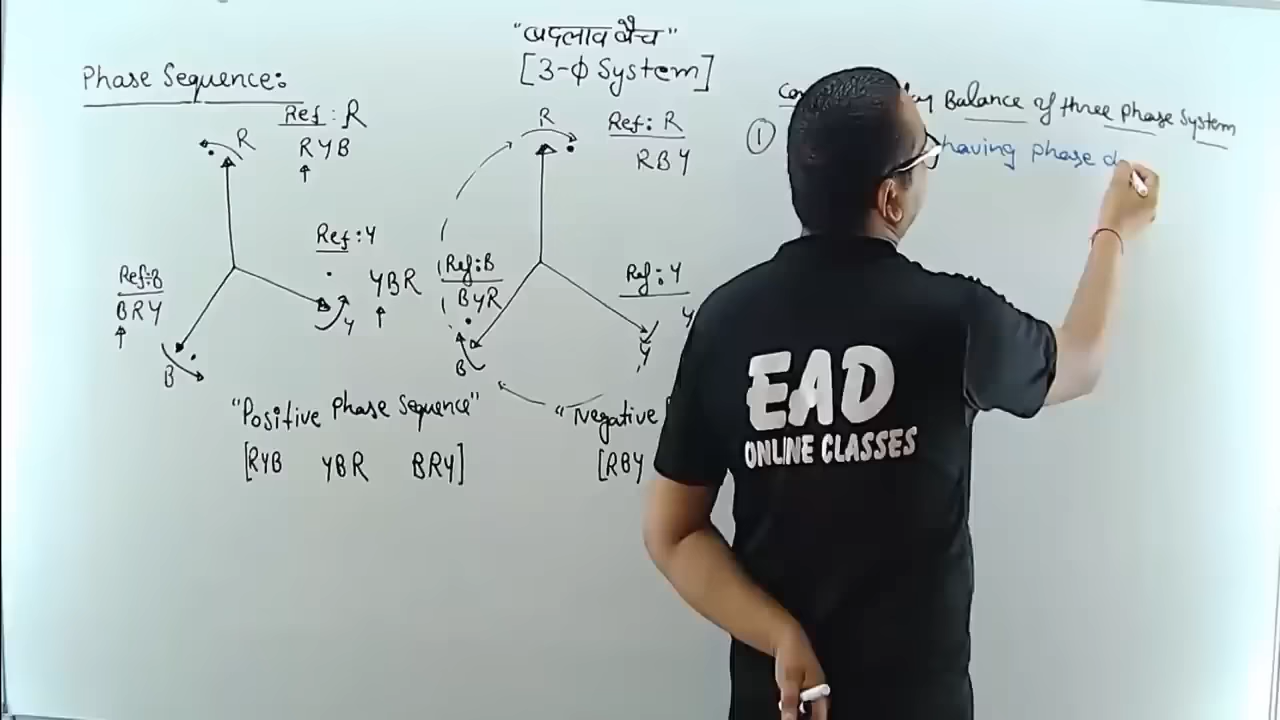 "बदलाव बैच"
[3-Φ System]
Phase Sequence:
Ref: R
R
RYB
Ref: Y
YBR
Y
Ref: B
BRY
B
"Positive Phase Sequence"
[RYB YBR BRY]
R
Ref: R
RBY
Ref: B
BYR
B
Ref: Y
Y
Y
"Negative
[RBY
Balance of three phase System
① having phase d
EAD
ONLINE CLASSES